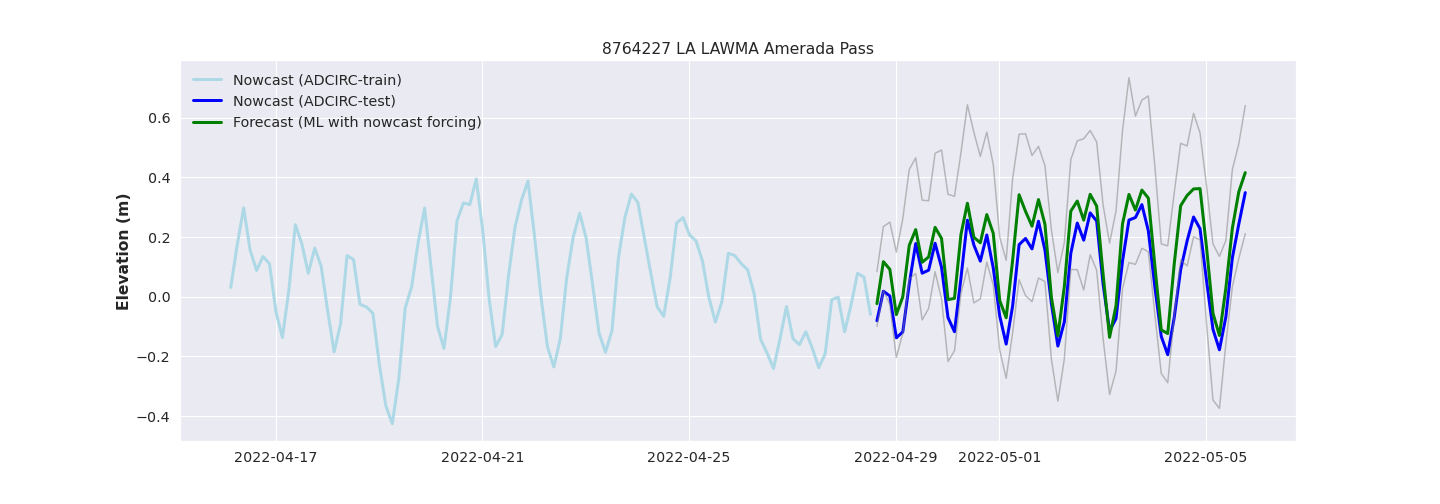 8764227 LA LAWMA Amerada Pass
Nowcast (ADCIRC-train)
Nowcast (ADCIRC-test)
Forecast (ML with nowcast forcing)
Elevation (m)
0.6
0.4
0.2
0.0
−0.2
−0.4
2022-04-17 2022-04-21 2022-04-25 2022-04-29 2022-05-01 2022-05-05